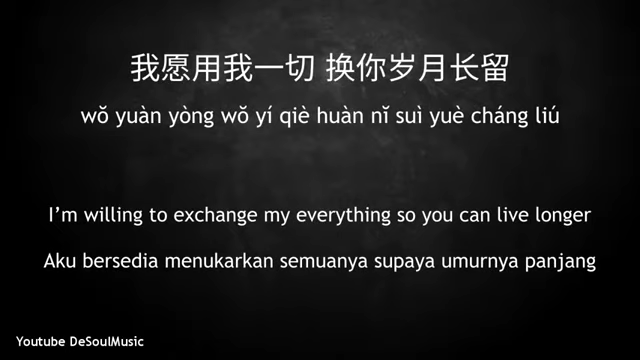 我愿用我一切 换你岁月长留
wǒ yuàn yòng wǒ yí qiè huàn nǐ suì yuè cháng liú
I'm willing to exchange my everything so you can live longer
Aku bersedia menukarkan semuanya supaya umurnya panjang
Youtube DeSoulMusic